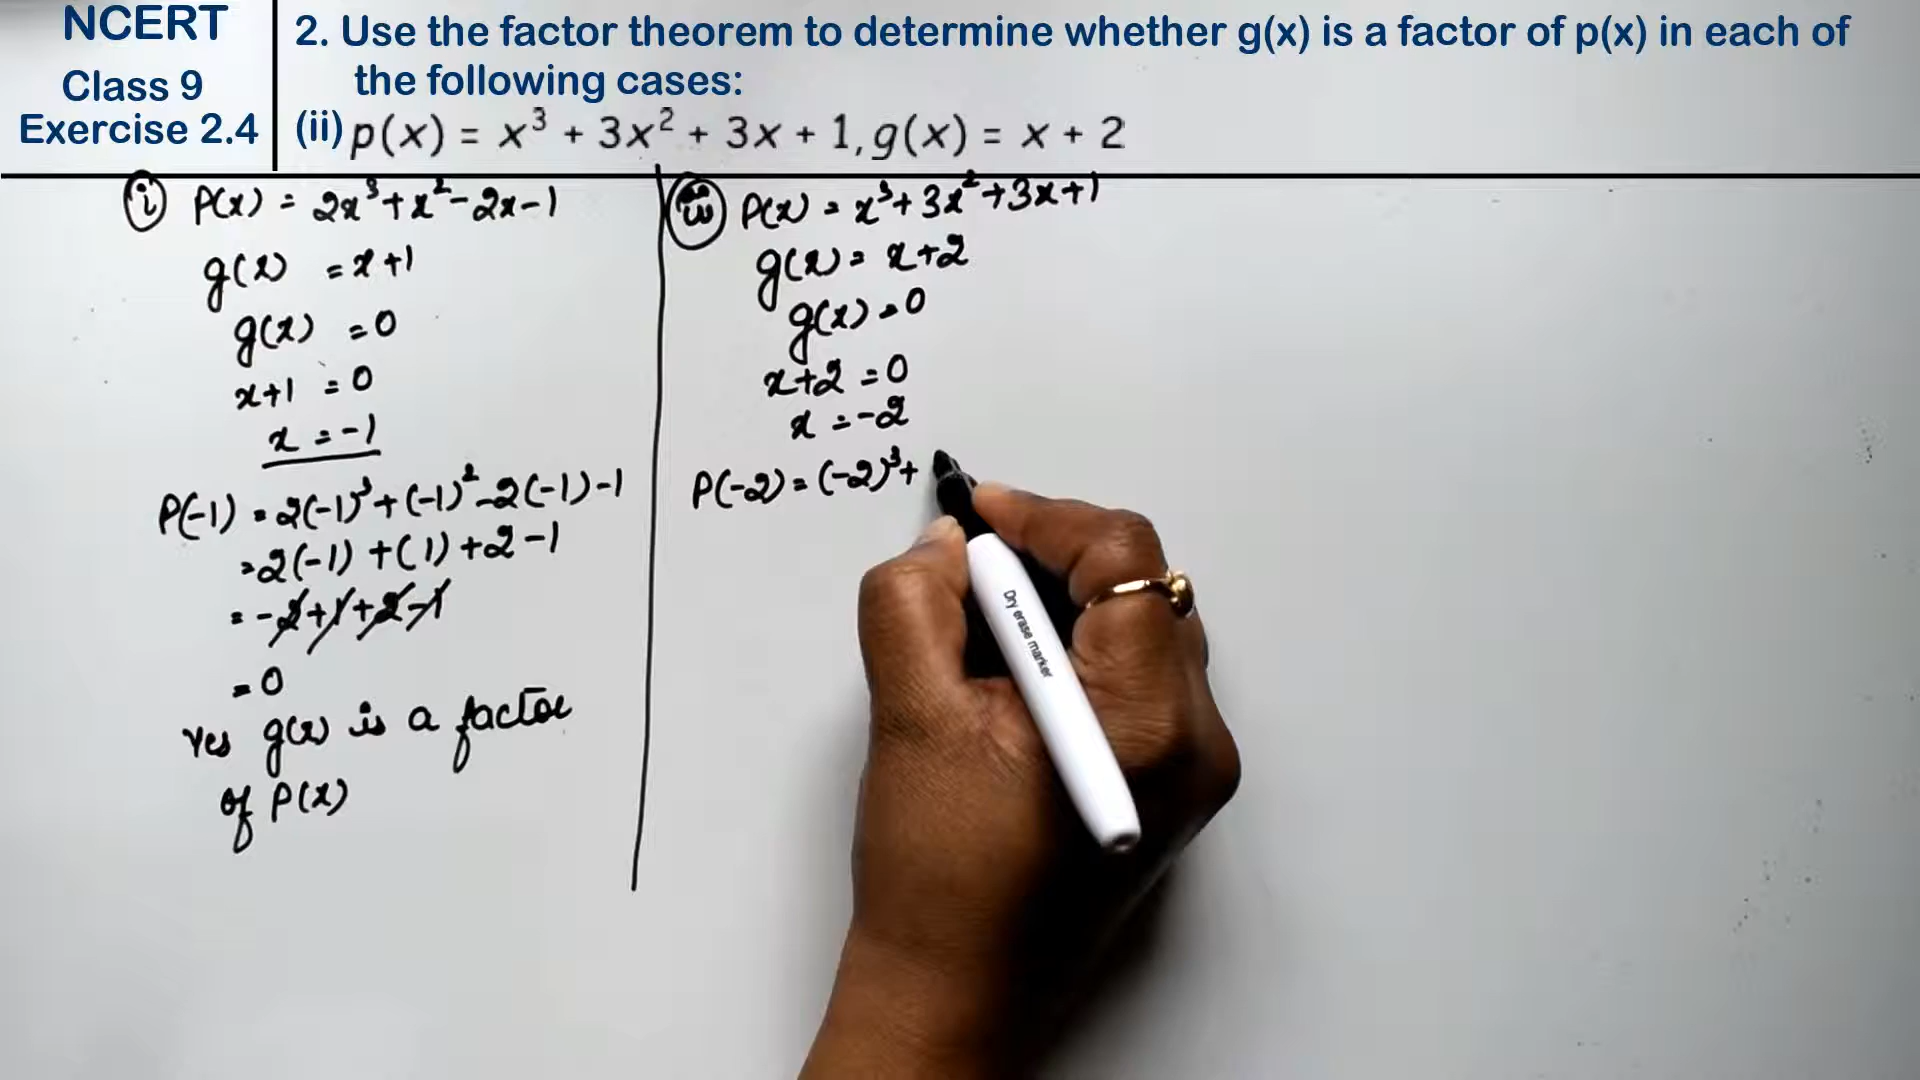 NCERT
Class 9
Exercise 2.4
2. Use the factor theorem to determine whether g(x) is a factor of p(x) in each of
the following cases:
(ii) p(x) = x³ + 3x² + 3x + 1, g(x) = x + 2
i P(x) = 2x³+x²-2x-1
g(x) = x+1
g(x) = 0
x+1 = 0
x = -1
P(-1) = 2(-1)³+(-1)²-2(-1)-1
=2(-1)+(1)+2-1
= -2+1+2-1
= 0
Yes g(x) is a factor
of P(x)
ii P(x) = x³+3x²+3x+1
g(x) = x+2
g(x) = 0
x+2 = 0
x = -2
P(-2) = (-2)³+
Dry erase marker